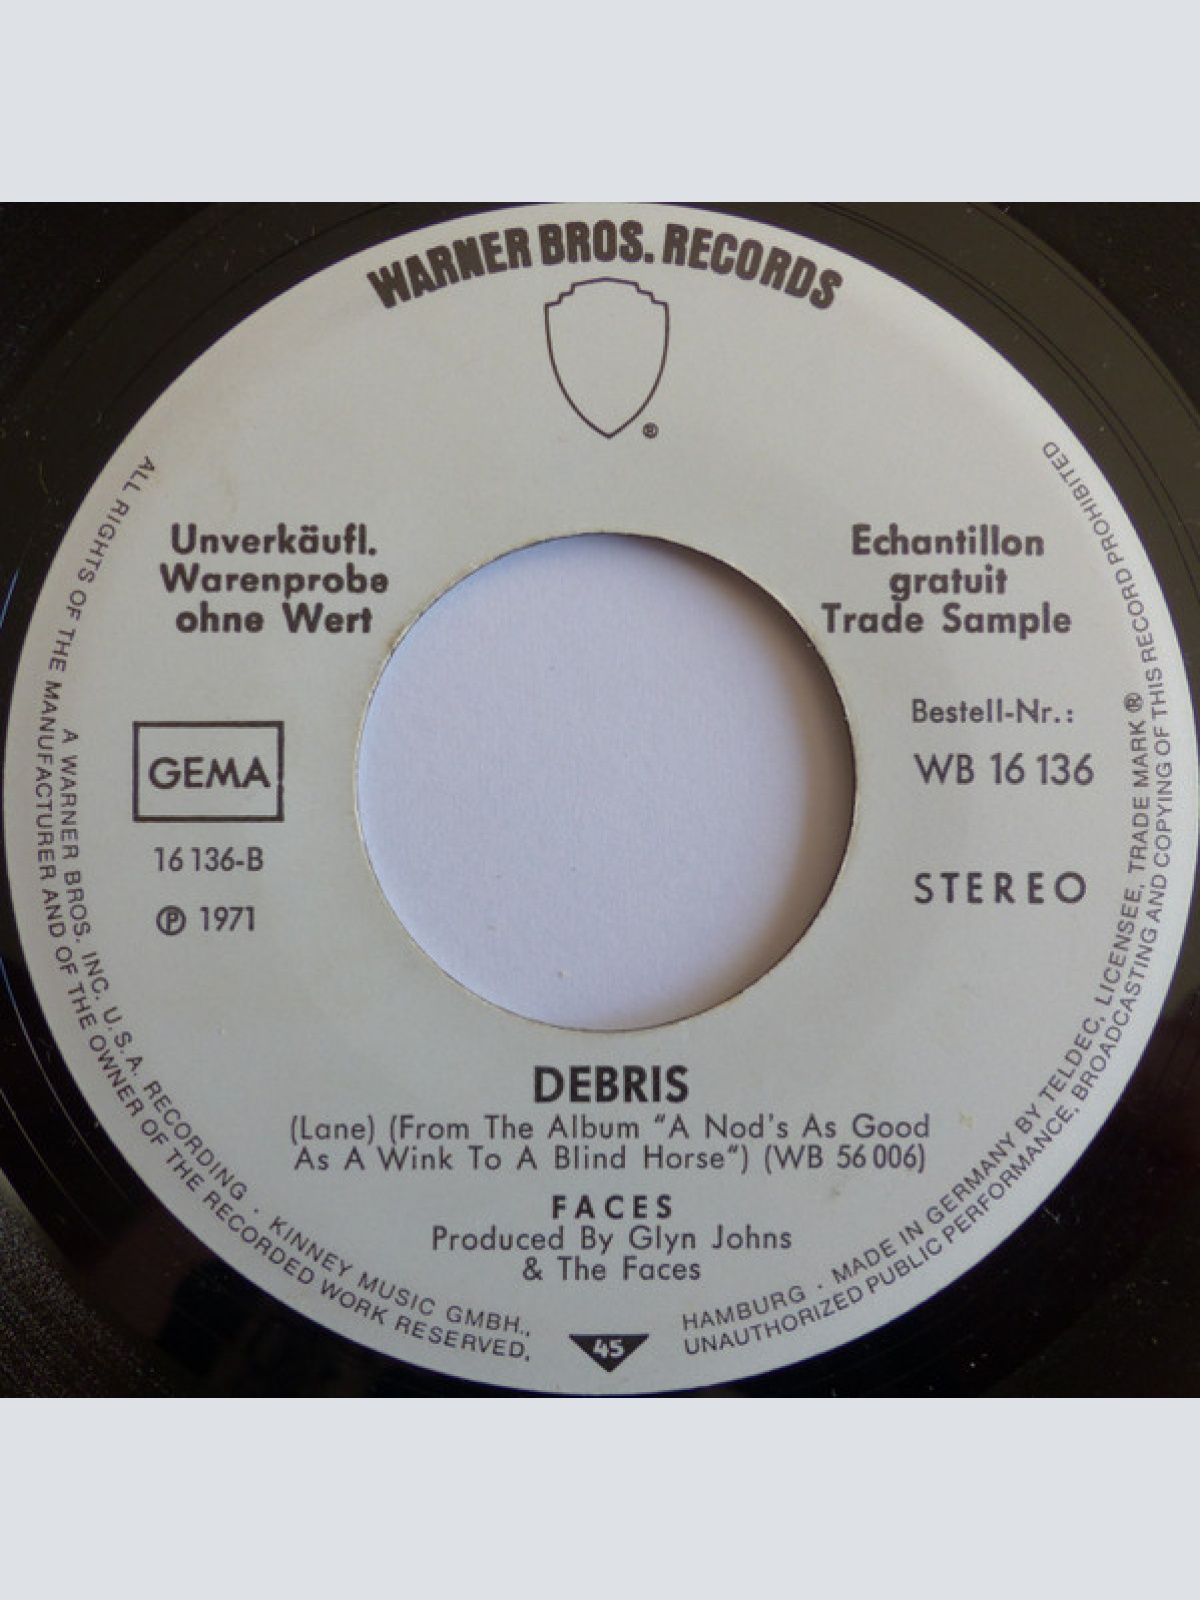 WARNER BROS. RECORDS
®
Unverkäufl.
Warenprobe
ohne Wert
Echantillon
gratuit
Trade Sample
GEMA
16 136-B
℗ 1971
Bestell-Nr.:
WB 16 136
STEREO
DEBRIS
(Lane) (From The Album "A Nod's As Good
As A Wink To A Blind Horse") (WB 56 006)
FACES
Produced By Glyn Johns
& The Faces
45
A WARNER BROS. INC. U.S.A. RECORDING · KINNEY MUSIC GMBH., HAMBURG · MADE IN GERMANY BY TELDEC, LICENSEE, TRADE MARK ®
ALL RIGHTS OF THE MANUFACTURER AND OF THE OWNER OF THE RECORDED WORK RESERVED, UNAUTHORIZED PUBLIC PERFORMANCE, BROADCASTING AND COPYING OF THIS RECORD PROHIBITED